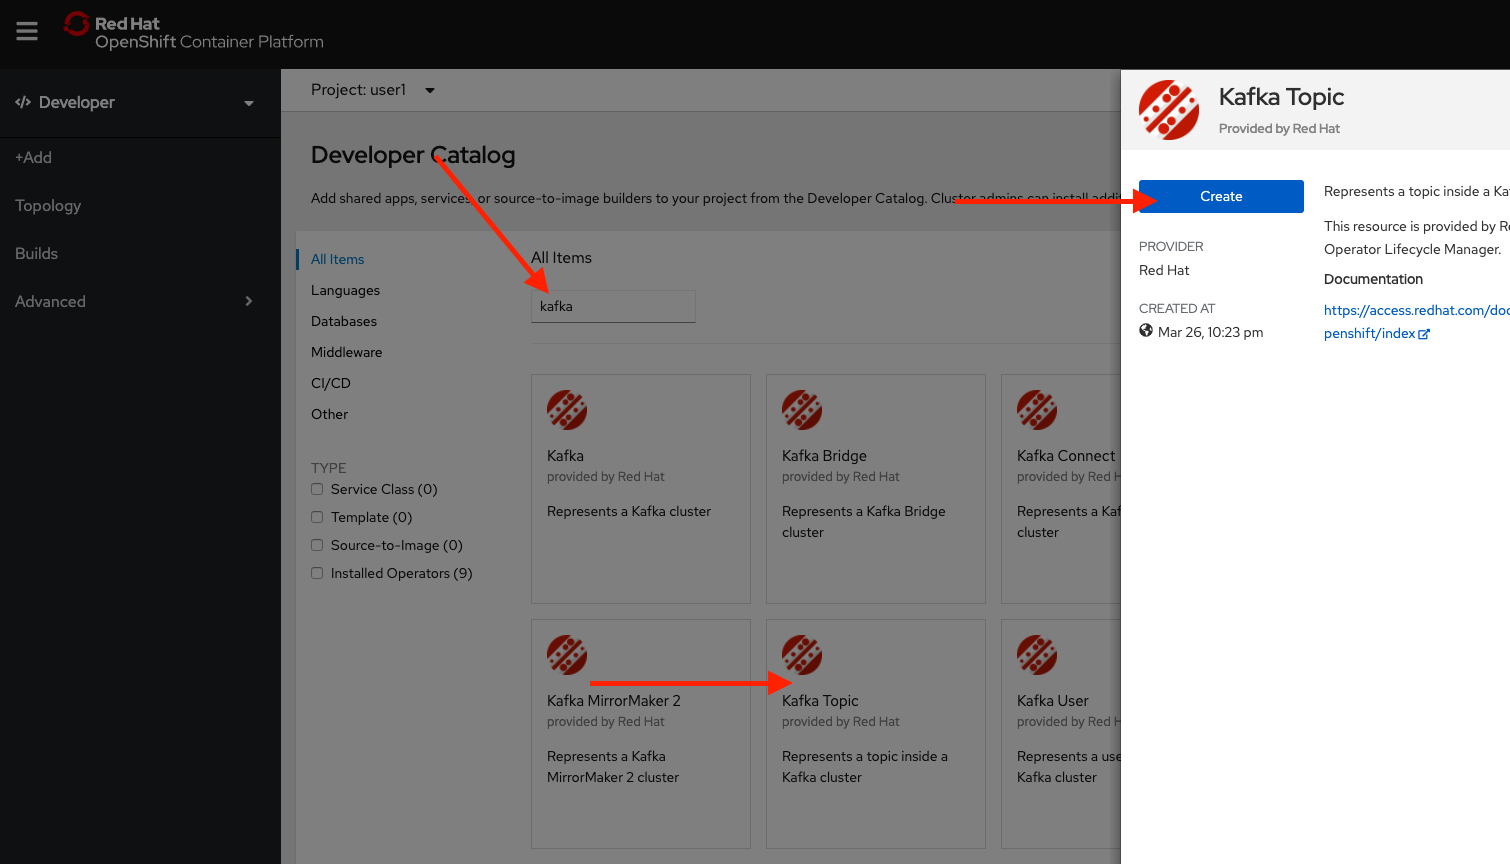 Red Hat
OpenShift Container Platform
Developer
+Add
Topology
Builds
Advanced
Project: user1
Developer Catalog
Add shared apps, services, or source-to-image builders to your project from the Developer Catalog. Cluster admins can install addi
All Items
Languages
Databases
Middleware
CI/CD
Other
TYPE
Service Class (0)
Template (0)
Source-to-Image (0)
Installed Operators (9)
All Items
kafka
Kafka
provided by Red Hat
Represents a Kafka cluster
Kafka Bridge
provided by Red Hat
Represents a Kafka Bridge
cluster
Kafka Connect
provided by Red H
Represents a Kaf
cluster
Kafka MirrorMaker 2
provided by Red Hat
Represents a Kafka
MirrorMaker 2 cluster
Kafka Topic
provided by Red Hat
Represents a topic inside a
Kafka cluster
Kafka User
provided by Red H
Represents a use
Kafka cluster
Kafka Topic
Provided by Red Hat
Create
PROVIDER
Red Hat
CREATED AT
Mar 26, 10:23 pm
Represents a topic inside a Ka
This resource is provided by R
Operator Lifecycle Manager.
Documentation
https://access.redhat.com/doc
penshift/index